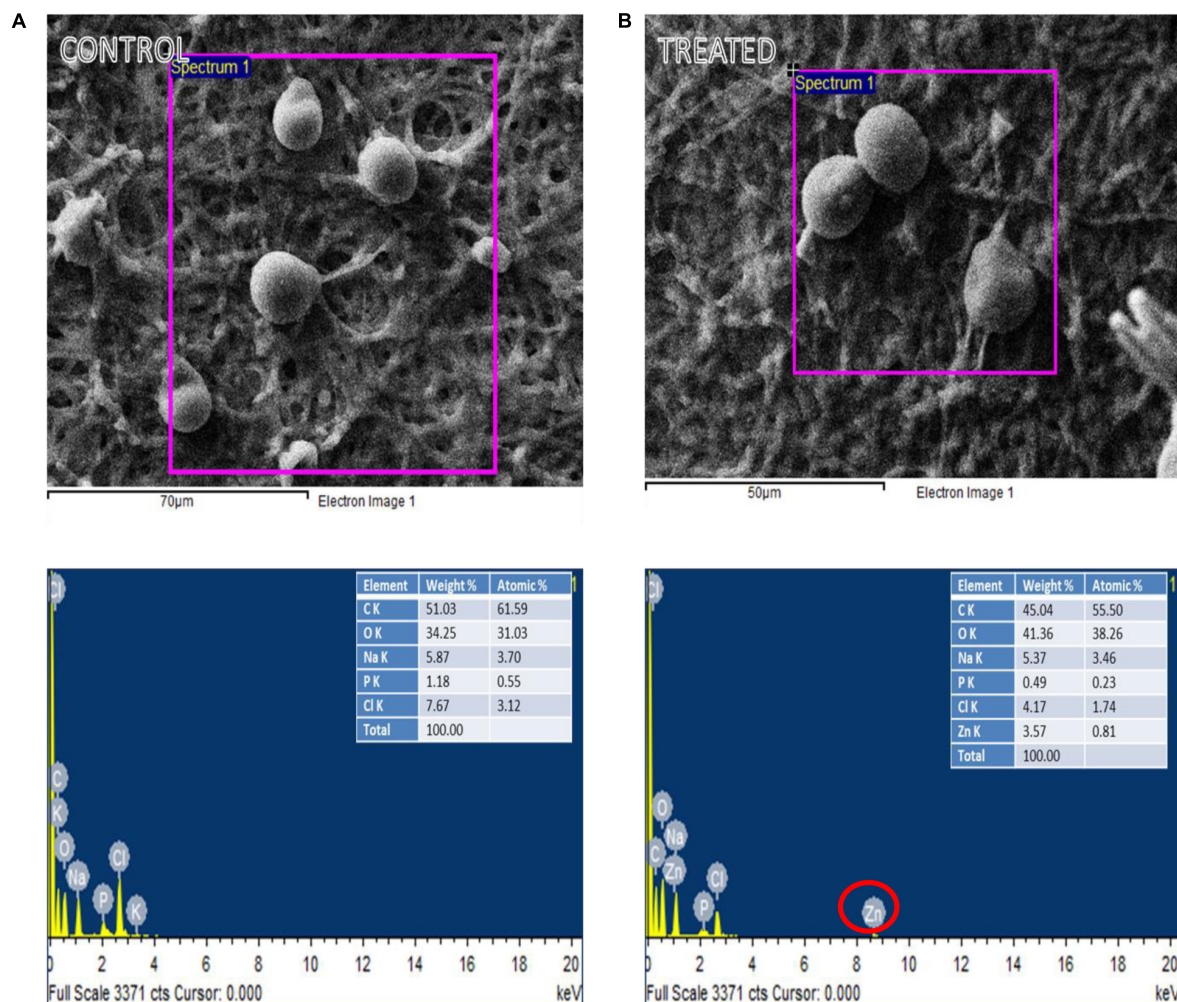 A
CONTROL
Spectrum 1
70μm
Electron Image 1
B
TREATED
Spectrum 1
50μm
Electron Image 1
Cl
C
K
O
Na
P
Cl
K
1
Element Weight % Atomic %
C K 51.03 61.59
O K 34.25 31.03
Na K 5.87 3.70
P K 1.18 0.55
Cl K 7.67 3.12
Total 100.00
0 2 4 6 8 10 12 14 16 18 20
Full Scale 3371 cts Cursor: 0.000 keV
Cl
O
C
Na
Zn
P
Cl
Zn
1
Element Weight % Atomic %
C K 45.04 55.50
O K 41.36 38.26
Na K 5.37 3.46
P K 0.49 0.23
Cl K 4.17 1.74
Zn K 3.57 0.81
Total 100.00
0 2 4 6 8 10 12 14 16 18 20
Full Scale 3371 cts Cursor: 0.000 keV